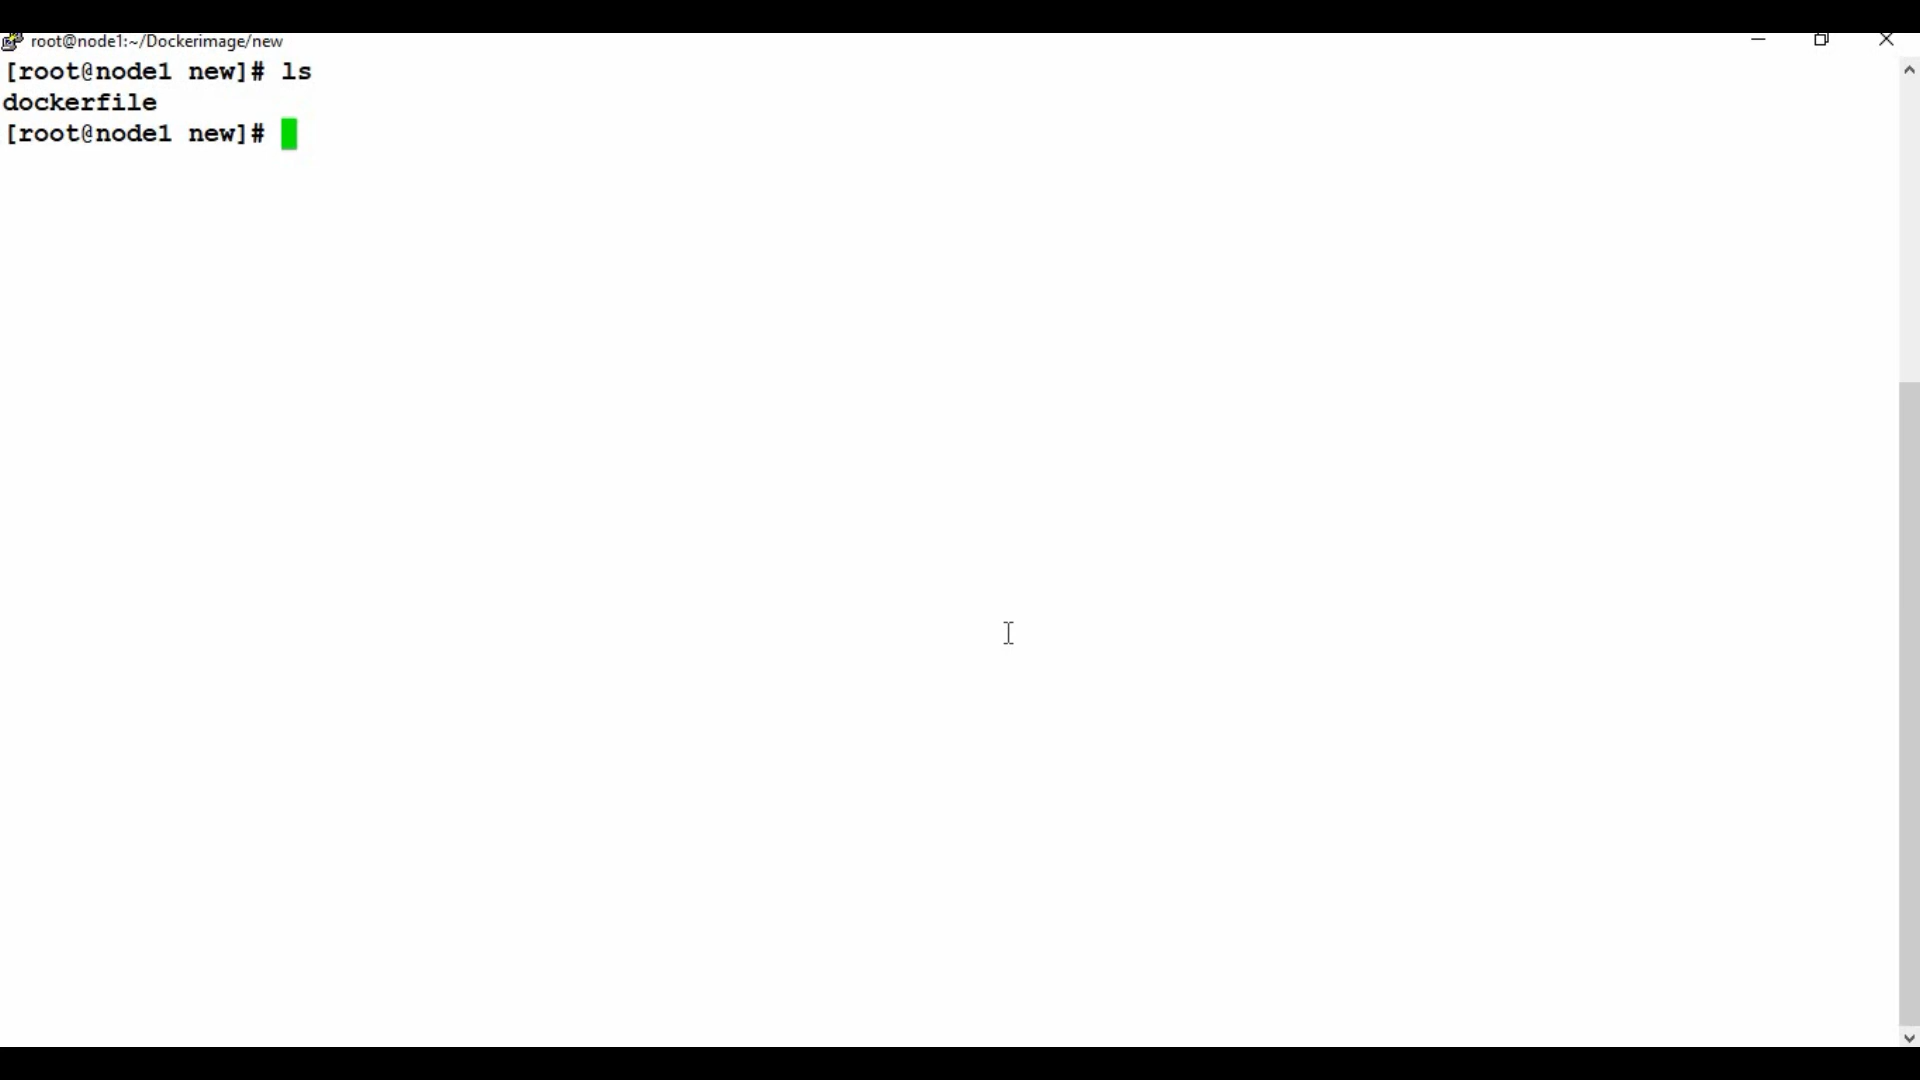 root@node1:~/Dockerimage/new
[root@node1 new]# ls
dockerfile
[root@node1 new]#